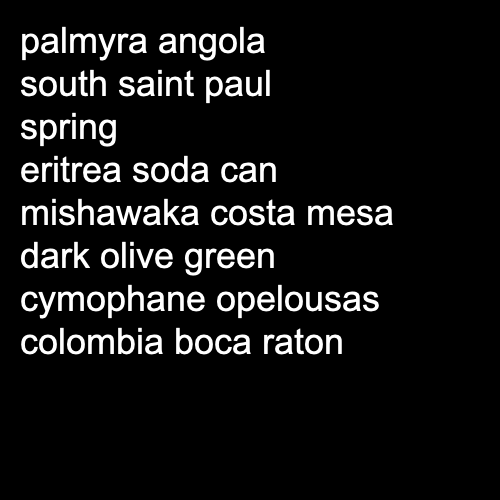 palmyra angola
south saint paul
spring
eritrea soda can
mishawaka costa mesa
dark olive green
cymophane opelousas
colombia boca raton